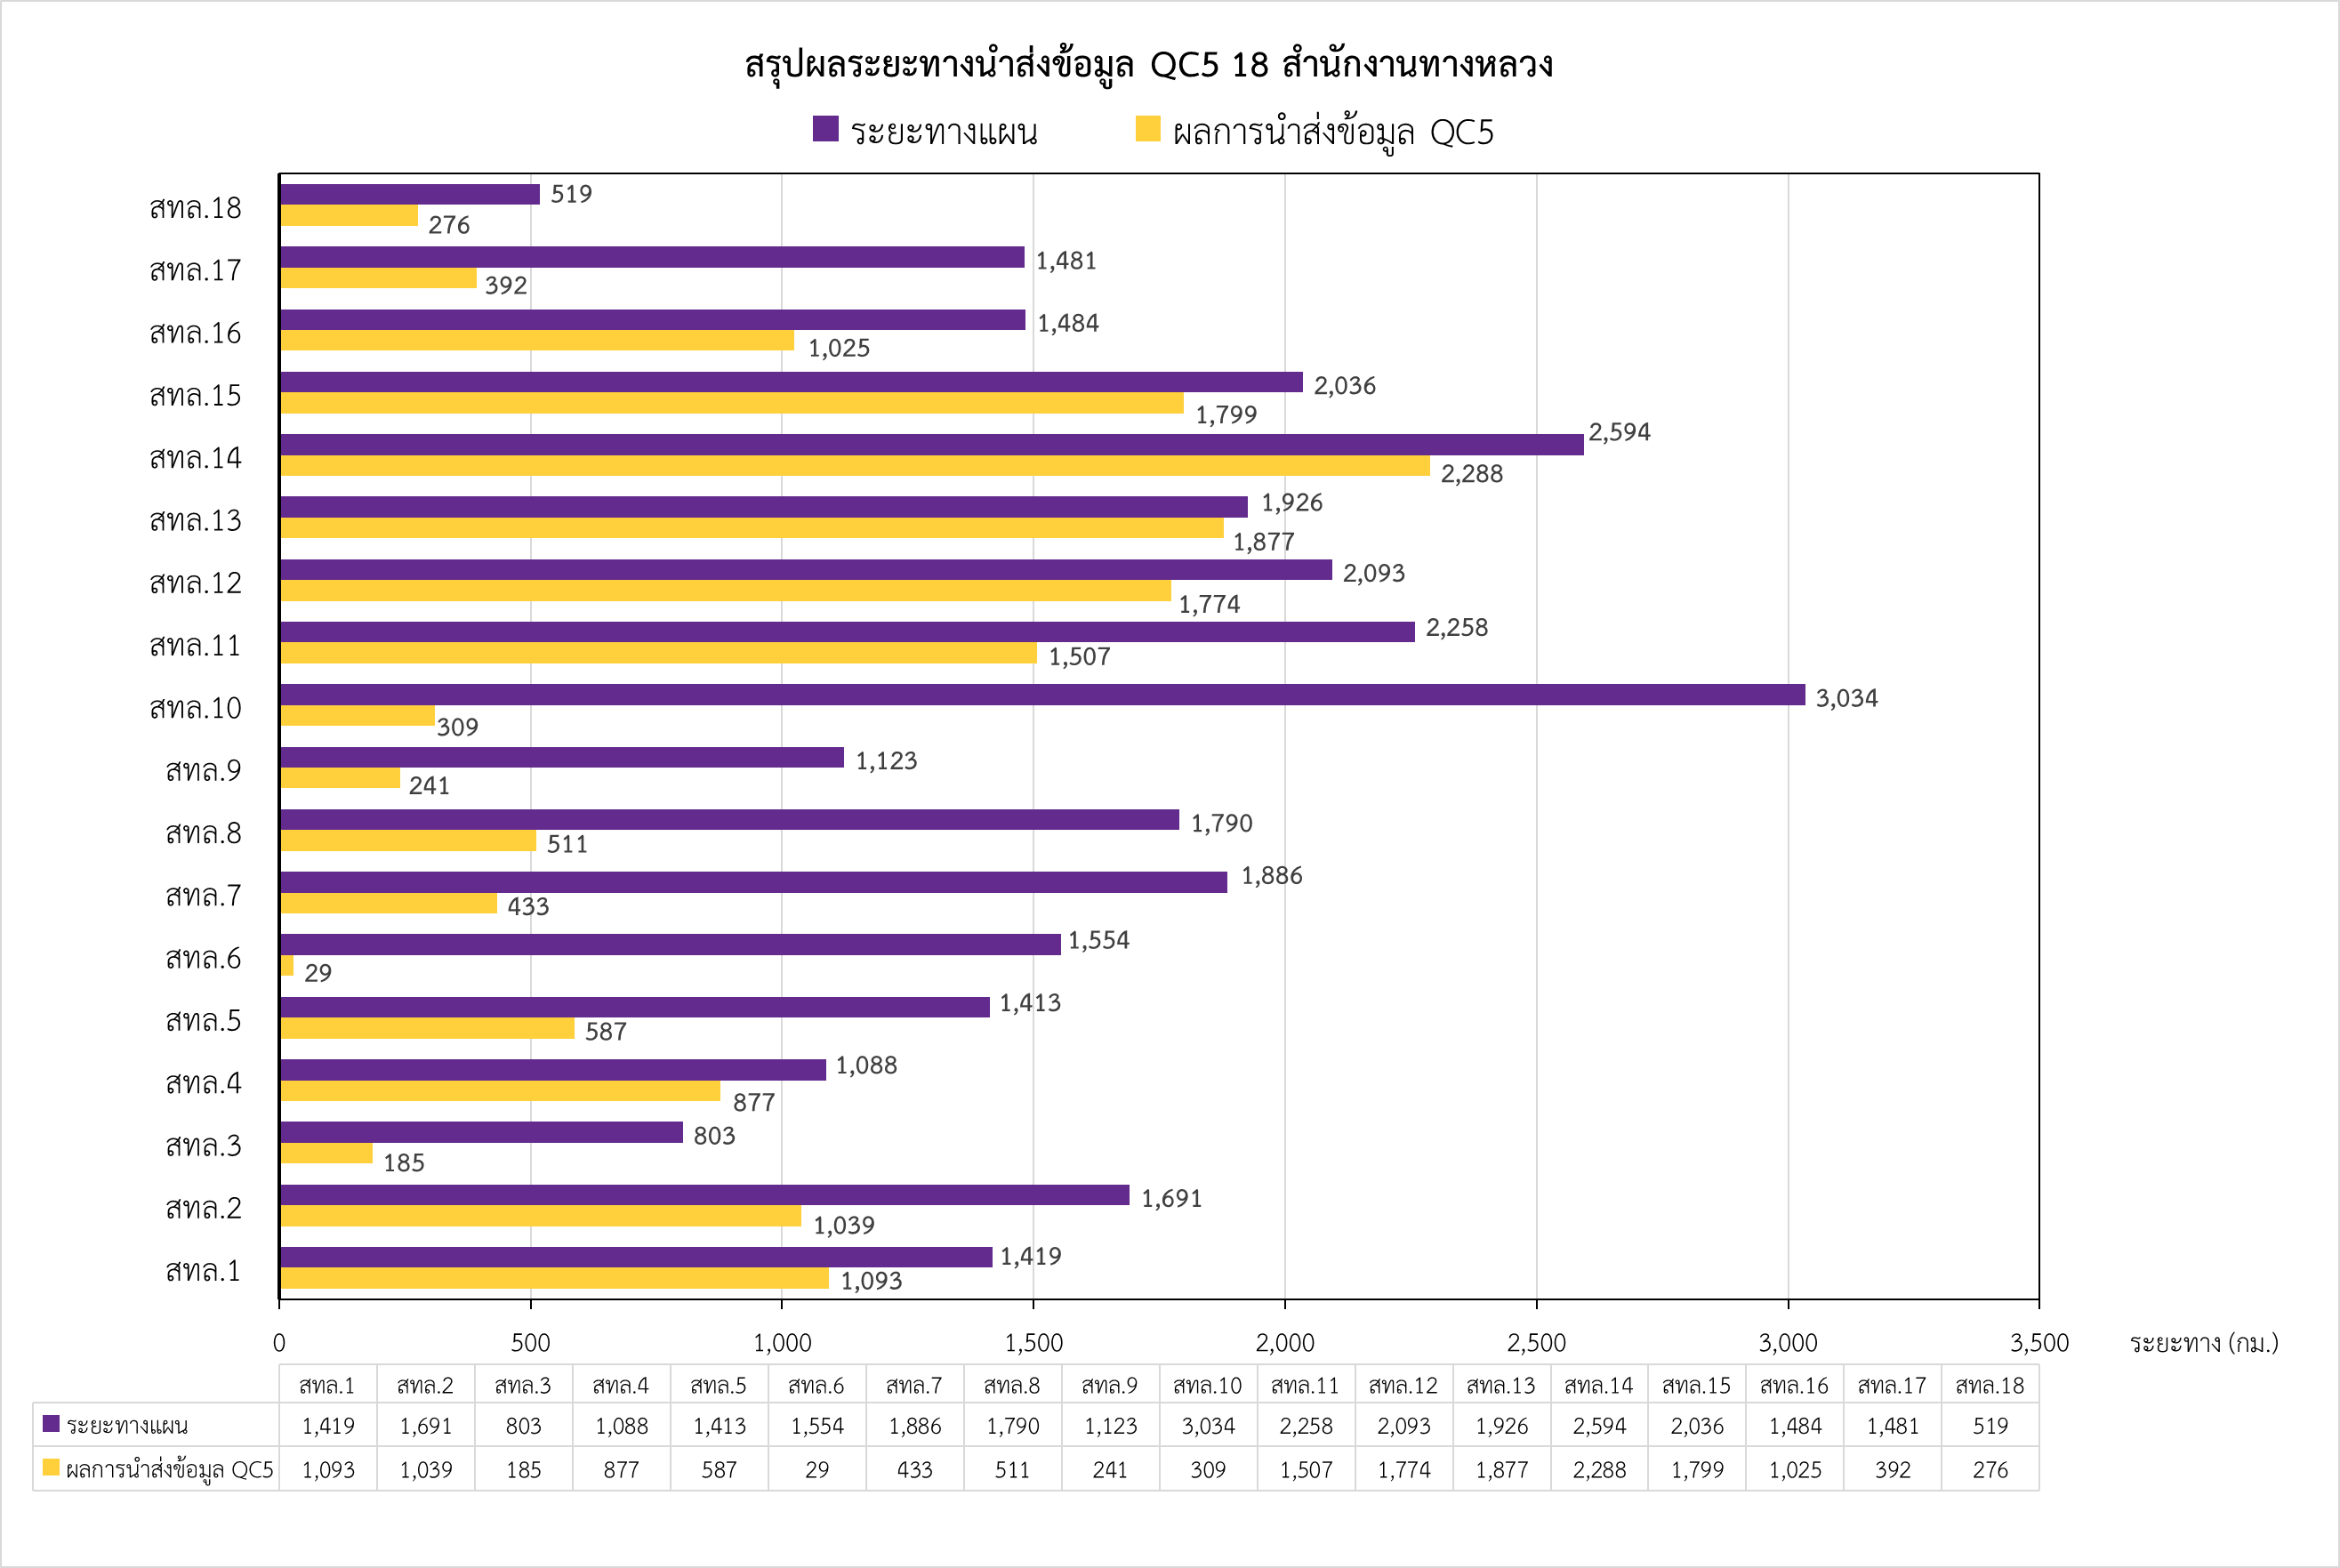 สรุปผลระยะทางนำส่งข้อมูล QC5 18 สำนักงานทางหลวง
ระยะทางแผน ผลการนำส่งข้อมูล QC5
สทล.18 519
276
สทล.17 1,481
392
สทล.16 1,484
1,025
สทล.15 2,036
1,799
สทล.14 2,594
2,288
สทล.13 1,926
1,877
สทล.12 2,093
1,774
สทล.11 2,258
1,507
สทล.10 3,034
309
สทล.9 1,123
241
สทล.8 1,790
511
สทล.7 1,886
433
สทล.6 1,554
29
สทล.5 1,413
587
สทล.4 1,088
877
สทล.3 803
185
สทล.2 1,691
1,039
สทล.1 1,419
1,093
0 500 1,000 1,500 2,000 2,500 3,000 3,500 ระยะทาง (กม.)
สทล.1 สทล.2 สทล.3 สทล.4 สทล.5 สทล.6 สทล.7 สทล.8 สทล.9 สทล.10 สทล.11 สทล.12 สทล.13 สทล.14 สทล.15 สทล.16 สทล.17 สทล.18
ระยะทางแผน 1,419 1,691 803 1,088 1,413 1,554 1,886 1,790 1,123 3,034 2,258 2,093 1,926 2,594 2,036 1,484 1,481 519
ผลการนำส่งข้อมูล QC5 1,093 1,039 185 877 587 29 433 511 241 309 1,507 1,774 1,877 2,288 1,799 1,025 392 276